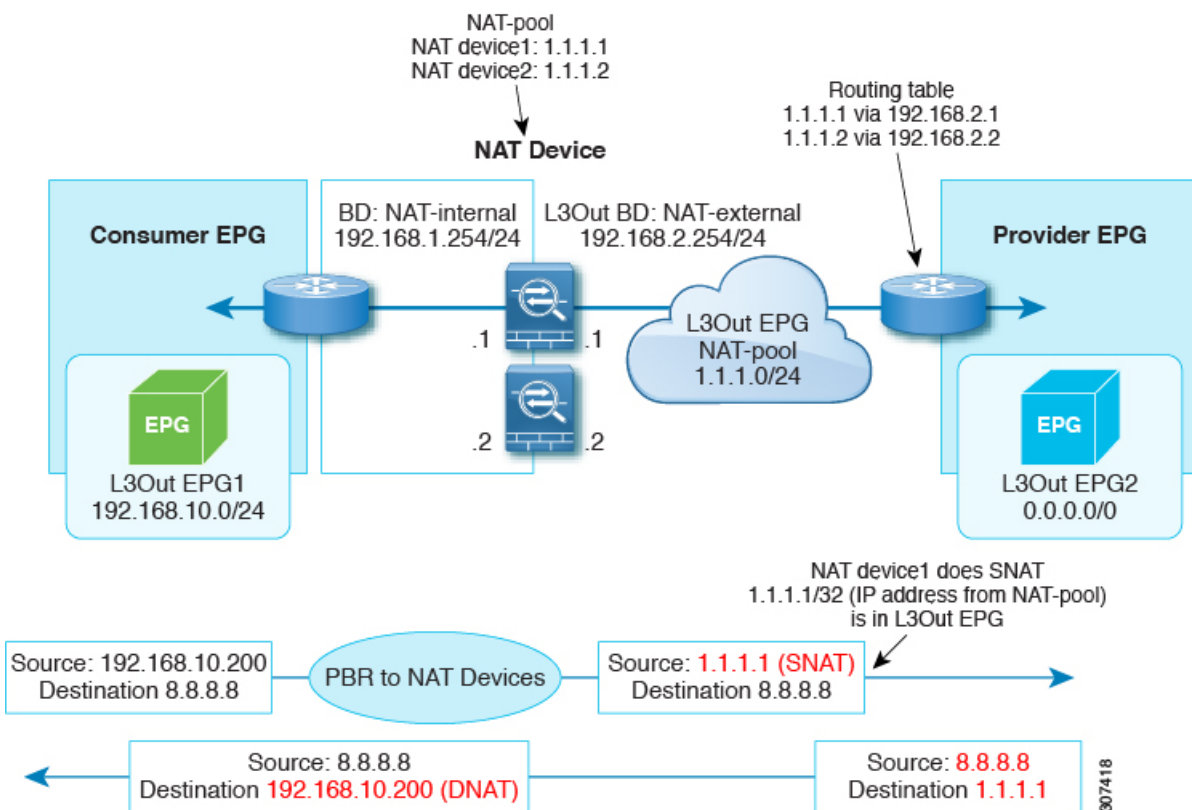 NAT-pool
NAT device1: 1.1.1.1
NAT device2: 1.1.1.2
NAT Device
Routing table
1.1.1.1 via 192.168.2.1
1.1.1.2 via 192.168.2.2
Consumer EPG
BD: NAT-internal
192.168.1.254/24
L3Out BD: NAT-external
192.168.2.254/24
Provider EPG
.1
.1
L3Out EPG
NAT-pool
1.1.1.0/24
.2
.2
EPG
L3Out EPG1
192.168.10.0/24
EPG
L3Out EPG2
0.0.0.0/0
NAT device1 does SNAT
1.1.1.1/32 (IP address from NAT-pool)
is in L3Out EPG
Source: 192.168.10.200
Destination 8.8.8.8
PBR to NAT Devices
Source: 1.1.1.1 (SNAT)
Destination 8.8.8.8
Source: 8.8.8.8
Destination 192.168.10.200 (DNAT)
Source: 8.8.8.8
Destination 1.1.1.1
307418